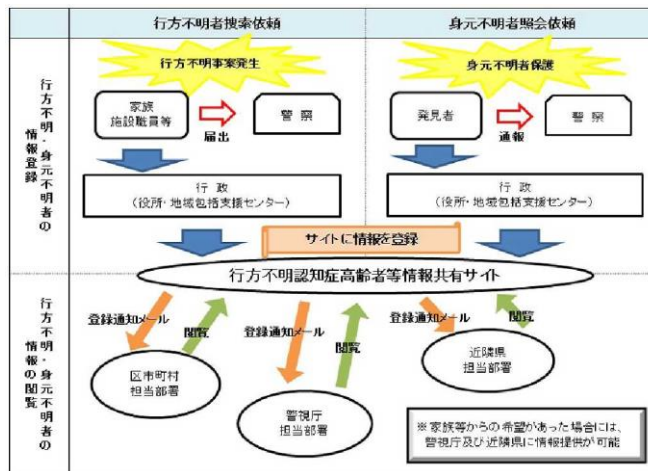 行方不明者捜索依頼
身元不明者照会依頼
行方不明・身元不明者の
情報登録
行方不明事案発生
身元不明者保護
家族
施設職員等
届出
警 察
発見者
通報
警 察
行 政
(役所・地域包括支援センター)
行 政
(役所・地域包括支援センター)
サイトに情報を登録
行方不明認知症高齢者等情報共有サイト
行方不明・身元不明者の
情報の閲覧
登録通知メール
閲覧
登録通知メール
閲覧
登録通知メール
閲覧
区市町村
担当部署
警視庁
担当部署
近隣県
担当部署
※家族等からの希望があった場合には、
警視庁及び近隣県に情報提供が可能